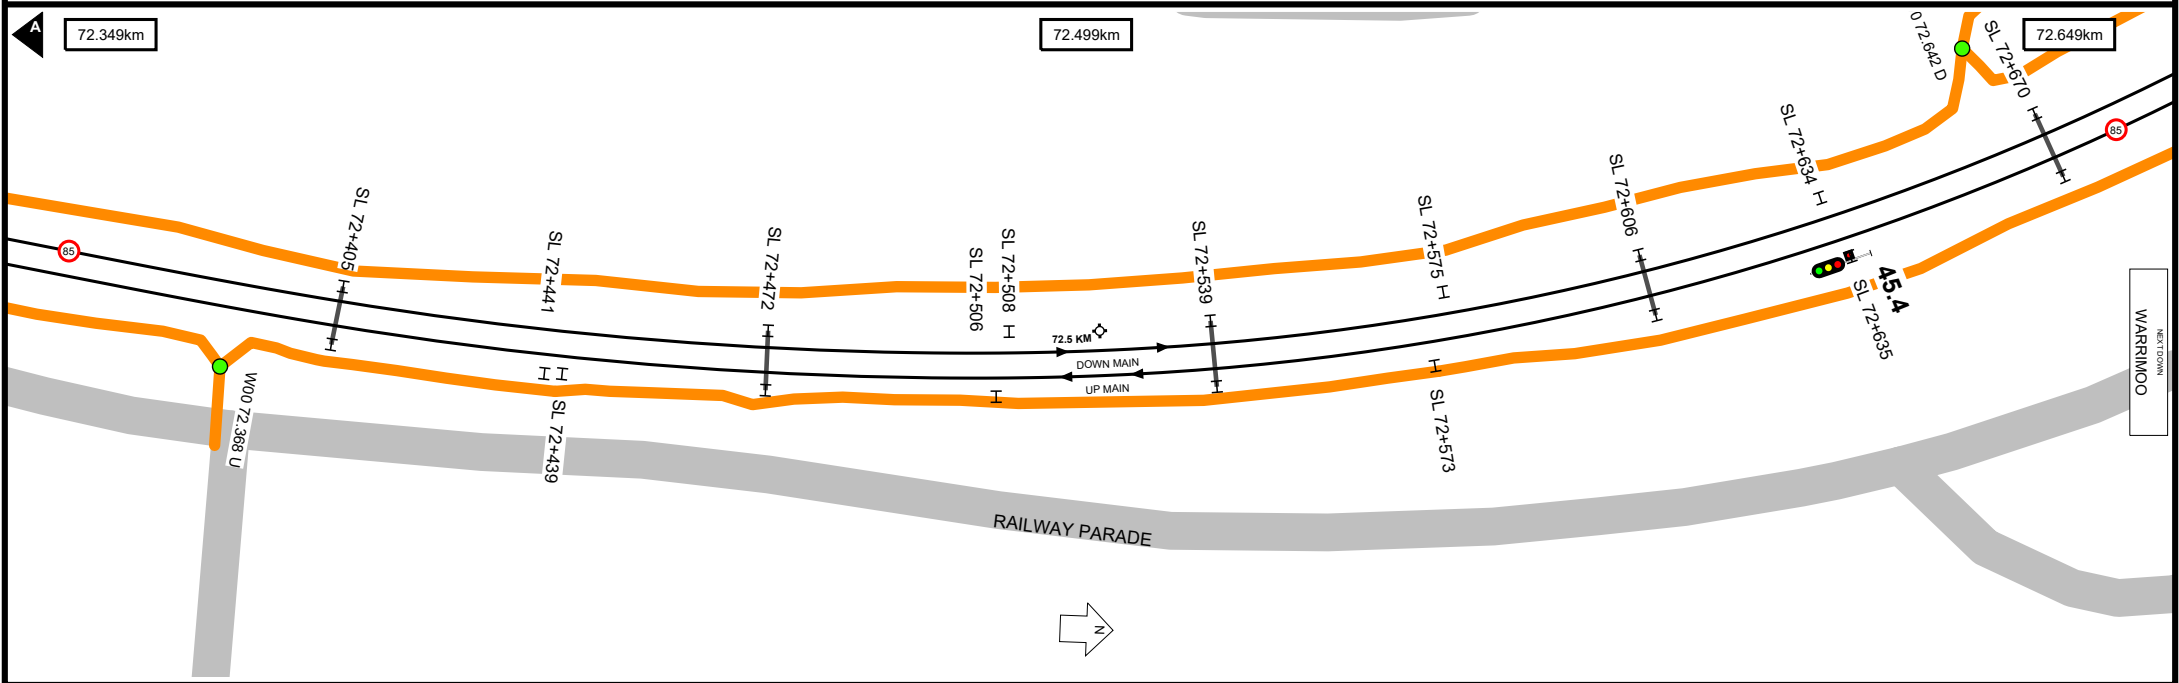 A
72.349km
72.499km
72.649km
0 72.642 D
SL 72+670
85
SL 72+634
SL 72+606
SL 72+575
SL 72+539
SL 72+508
SL 72+506
SL 72+472
SL 72+441
SL 72+405
85
72.5 KM
DOWN MAIN
UP MAIN
45.4
SL 72+635
NEXT DOWN
WARRIMOO
W00 72.368 U
SL 72+439
SL 72+573
RAILWAY PARADE
N